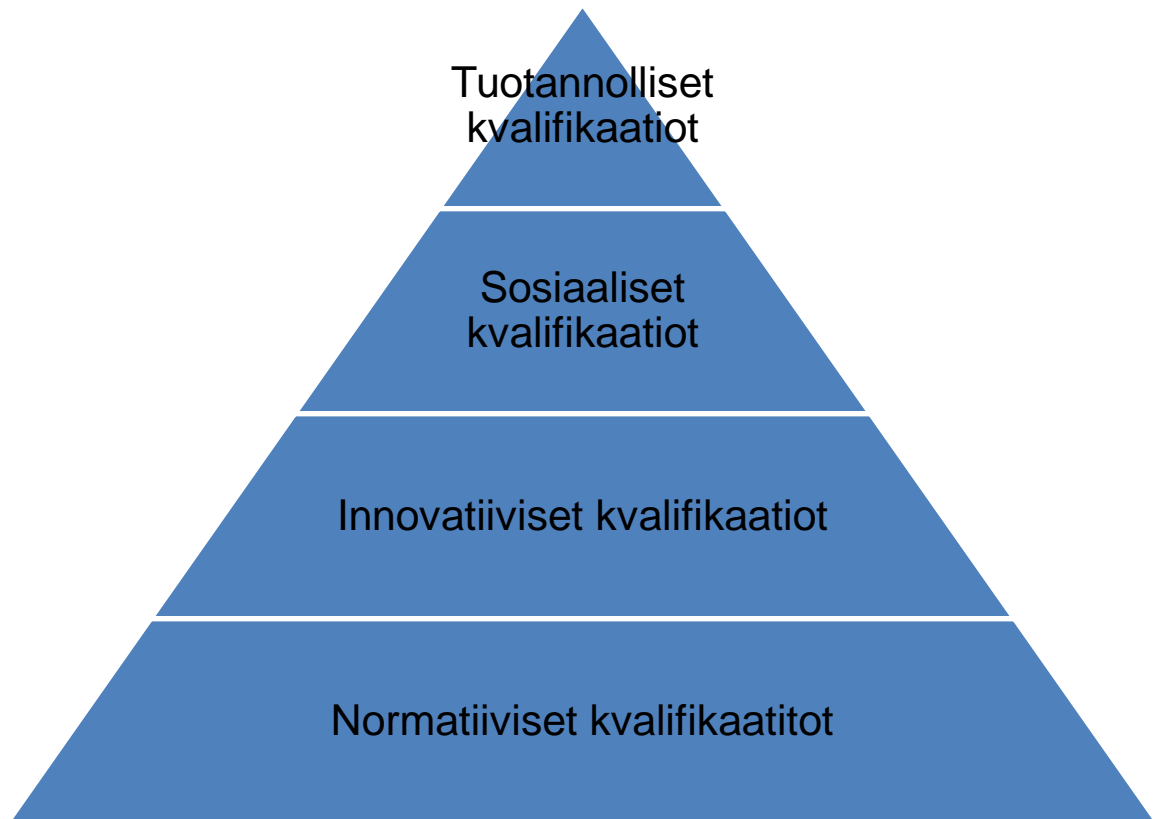 Tuotannolliset
kvalifikaatiot
Sosiaaliset
kvalifikaatiot
Innovatiiviset kvalifikaatiot
Normatiiviset kvalifikaatitot